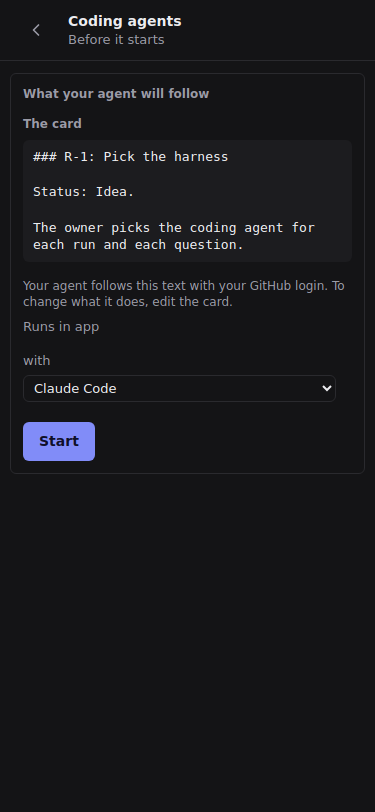 Coding agents
Before it starts
What your agent will follow
The card
### R-1: Pick the harness
Status: Idea.
The owner picks the coding agent for
each run and each question.
Your agent follows this text with your GitHub login. To
change what it does, edit the card.
Runs in app
with
Claude Code
Start